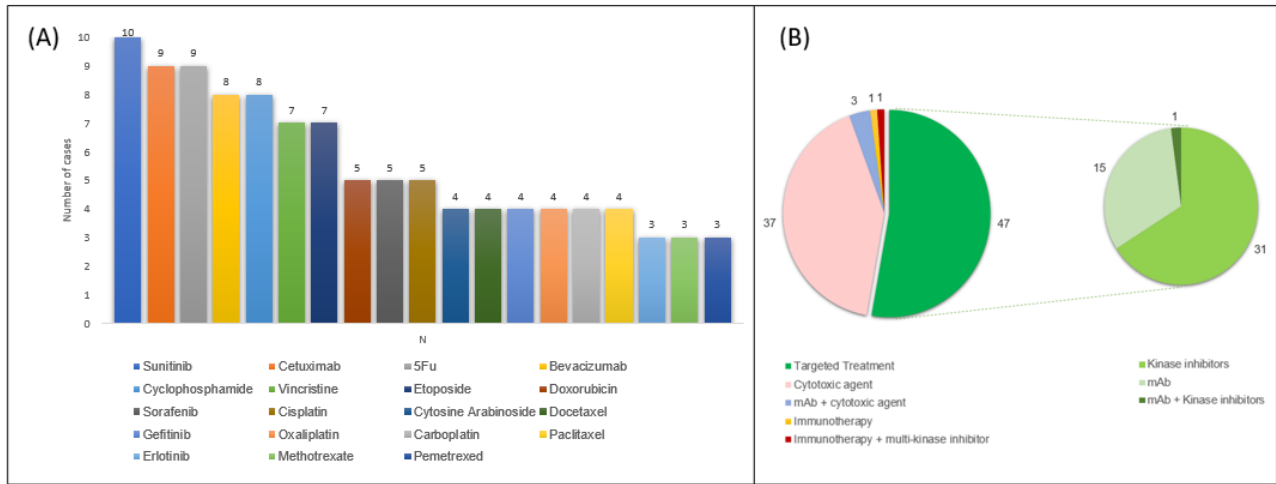 (A)
Number of cases
10
9
8
7
6
5
4
3
2
1
0
10
9
9
8
8
7
7
5
5
5
4
4
4
4
4
4
3
3
3
N
Sunitinib Cetuximab 5Fu Bevacizumab
Cyclophosphamide Vincristine Etoposide Doxorubicin
Sorafenib Cisplatin Cytosine Arabinoside Docetaxel
Gefitinib Oxaliplatin Carboplatin Paclitaxel
Erlotinib Methotrexate Pemetrexed
(B)
3 1 1
37
47
1
15
31
Targeted Treatment
Cytotoxic agent
mAb + cytotoxic agent
Immunotherapy
Immunotherapy + multi-kinase inhibitor
Kinase inhibitors
mAb
mAb + Kinase inhibitors